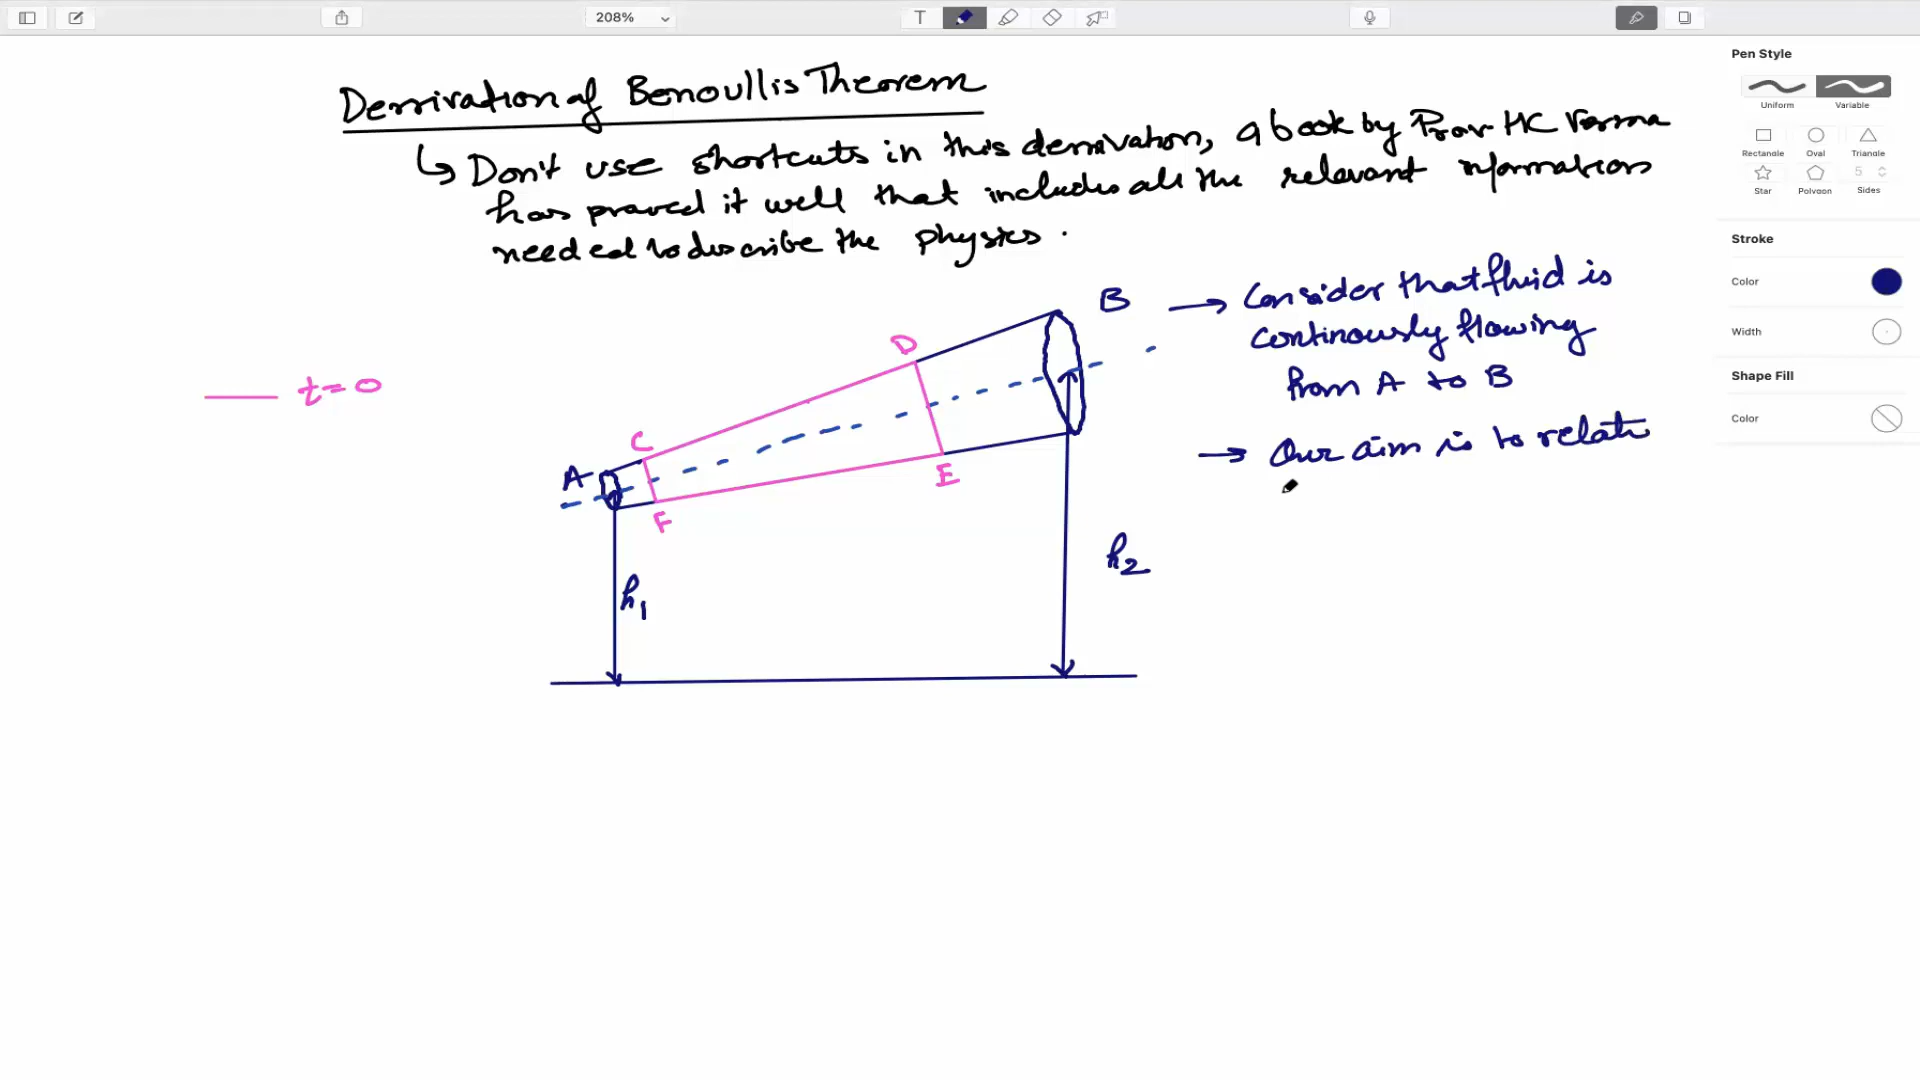 208%
T
Pen Style
Uniform Variable
Rectangle Oval Triangle
Star Polygon 5 Sides
Stroke
Color
Width
Shape Fill
Color
Derrivation of Benoullis Theorem
↳ Don't use shortcuts in this derrivation, a book by Prov. HC Verma
has proved it well that includes all the relevant informations
needed to describe the physics.
t=0
A
B
C
D
E
F
h1
h2
→ Consider that fluid is
continously flowing
from A to B
→ Our aim is to relate